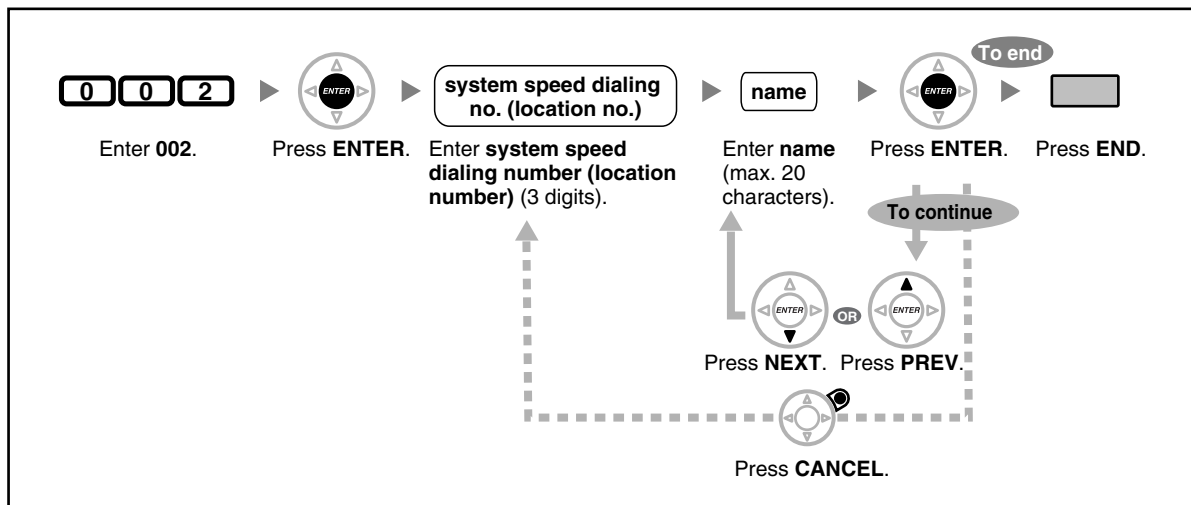 To end
0 0 2
ENTER
system speed dialing
no. (location no.)
name
ENTER
Enter 002.
Press ENTER.
Enter system speed
dialing number (location
number) (3 digits).
Enter name
(max. 20
characters).
Press ENTER.
Press END.
To continue
ENTER
OR
ENTER
Press NEXT.
Press PREV.
Press CANCEL.